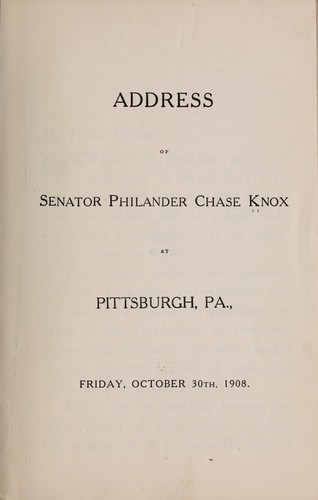 ADDRESS
OF
SENATOR PHILANDER CHASE KNOX
AT
PITTSBURGH, PA.,
FRIDAY, OCTOBER 30TH, 1908.